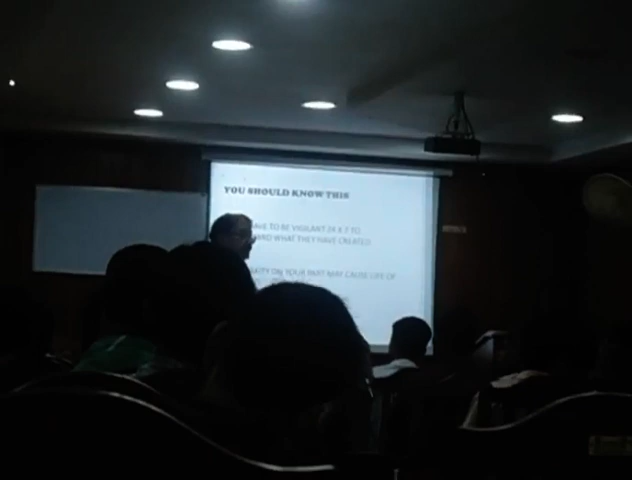 YOU SHOULD KNOW THIS
HAVE TO BE VIGILANT 24 X 7 TO
WHAT THEY HAVE CREATED
ON YOUR PART MAY CAUSE LIFE OF